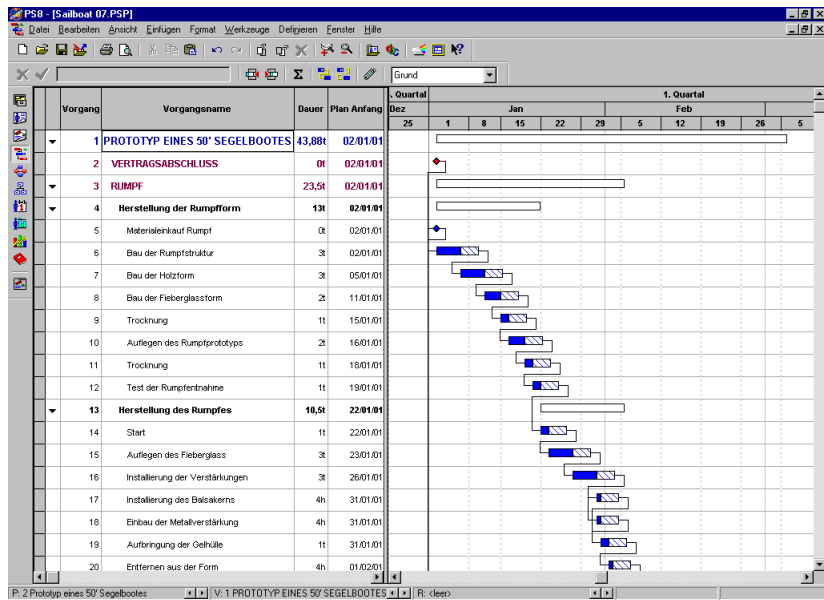 PS8 - [Sailboat 07.PSP]
Datei Bearbeiten Ansicht Einfügen Format Werkzeuge Definieren Fenster Hilfe
Grund
. Quartal 1. Quartal
Vorgang Vorgangsname Dauer Plan Anfang Dez Jan Feb
25 1 8 15 22 29 5 12 19 26 5
1 PROTOTYP EINES 50' SEGELBOOTES 43,88t 02/01/01
2 VERTRAGSABSCHLUSS 0t 02/01/01
3 RUMPF 23,5t 02/01/01
4 Herstellung der Rumpfform 13t 02/01/01
5 Materialeinkauf Rumpf 0t 02/01/01
6 Bau der Rumpfstruktur 3t 02/01/01
7 Bau der Holzform 3t 05/01/01
8 Bau der Fieberglassform 2t 11/01/01
9 Trocknung 1t 15/01/01
10 Auflegen des Rumpfprototyps 2t 16/01/01
11 Trocknung 1t 18/01/01
12 Test der Rumpfentnahme 1t 19/01/01
13 Herstellung des Rumpfes 10,5t 22/01/01
14 Start 1t 22/01/01
15 Auflegen des Fieberglass 3t 23/01/01
16 Installierung der Verstärkungen 3t 26/01/01
17 Installierung des Balsakerns 4h 31/01/01
18 Einbau der Metallverstärkung 4h 31/01/01
19 Aufbringung der Gelhülle 1t 31/01/01
20 Entfernen aus der Form 4h 01/02/01
P: 2 Prototyp eines 50' Segelbootes V: 1 PROTOTYP EINES 50' SEGELBOOTES R: <leer>